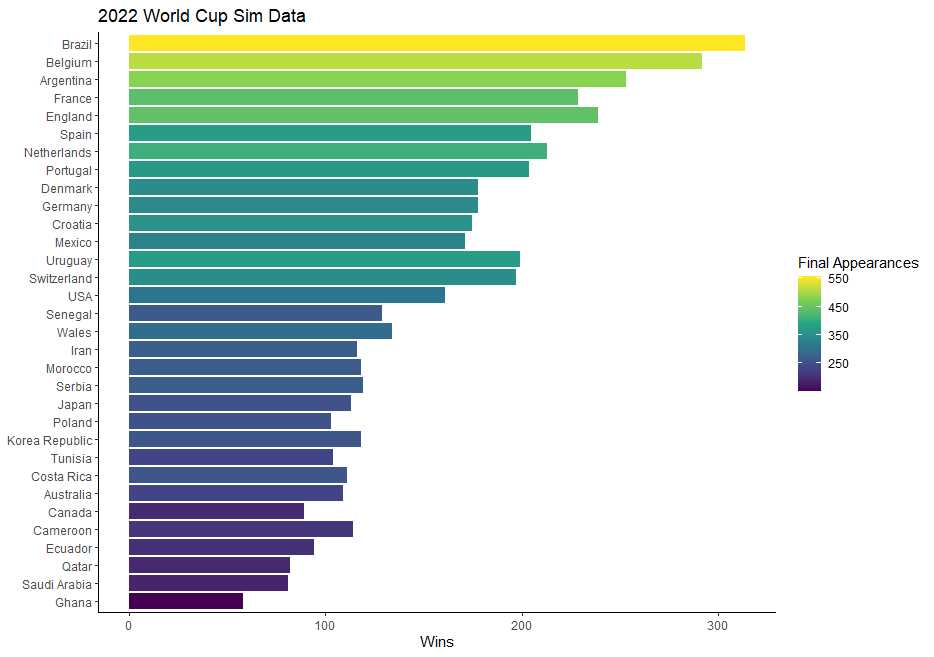 2022 World Cup Sim Data
Brazil
Belgium
Argentina
France
England
Spain
Netherlands
Portugal
Denmark
Germany
Croatia
Mexico
Uruguay
Switzerland
USA
Senegal
Wales
Iran
Morocco
Serbia
Japan
Poland
Korea Republic
Tunisia
Costa Rica
Australia
Canada
Cameroon
Ecuador
Qatar
Saudi Arabia
Ghana
0 100 200 300
Wins
Final Appearances
550
450
350
250